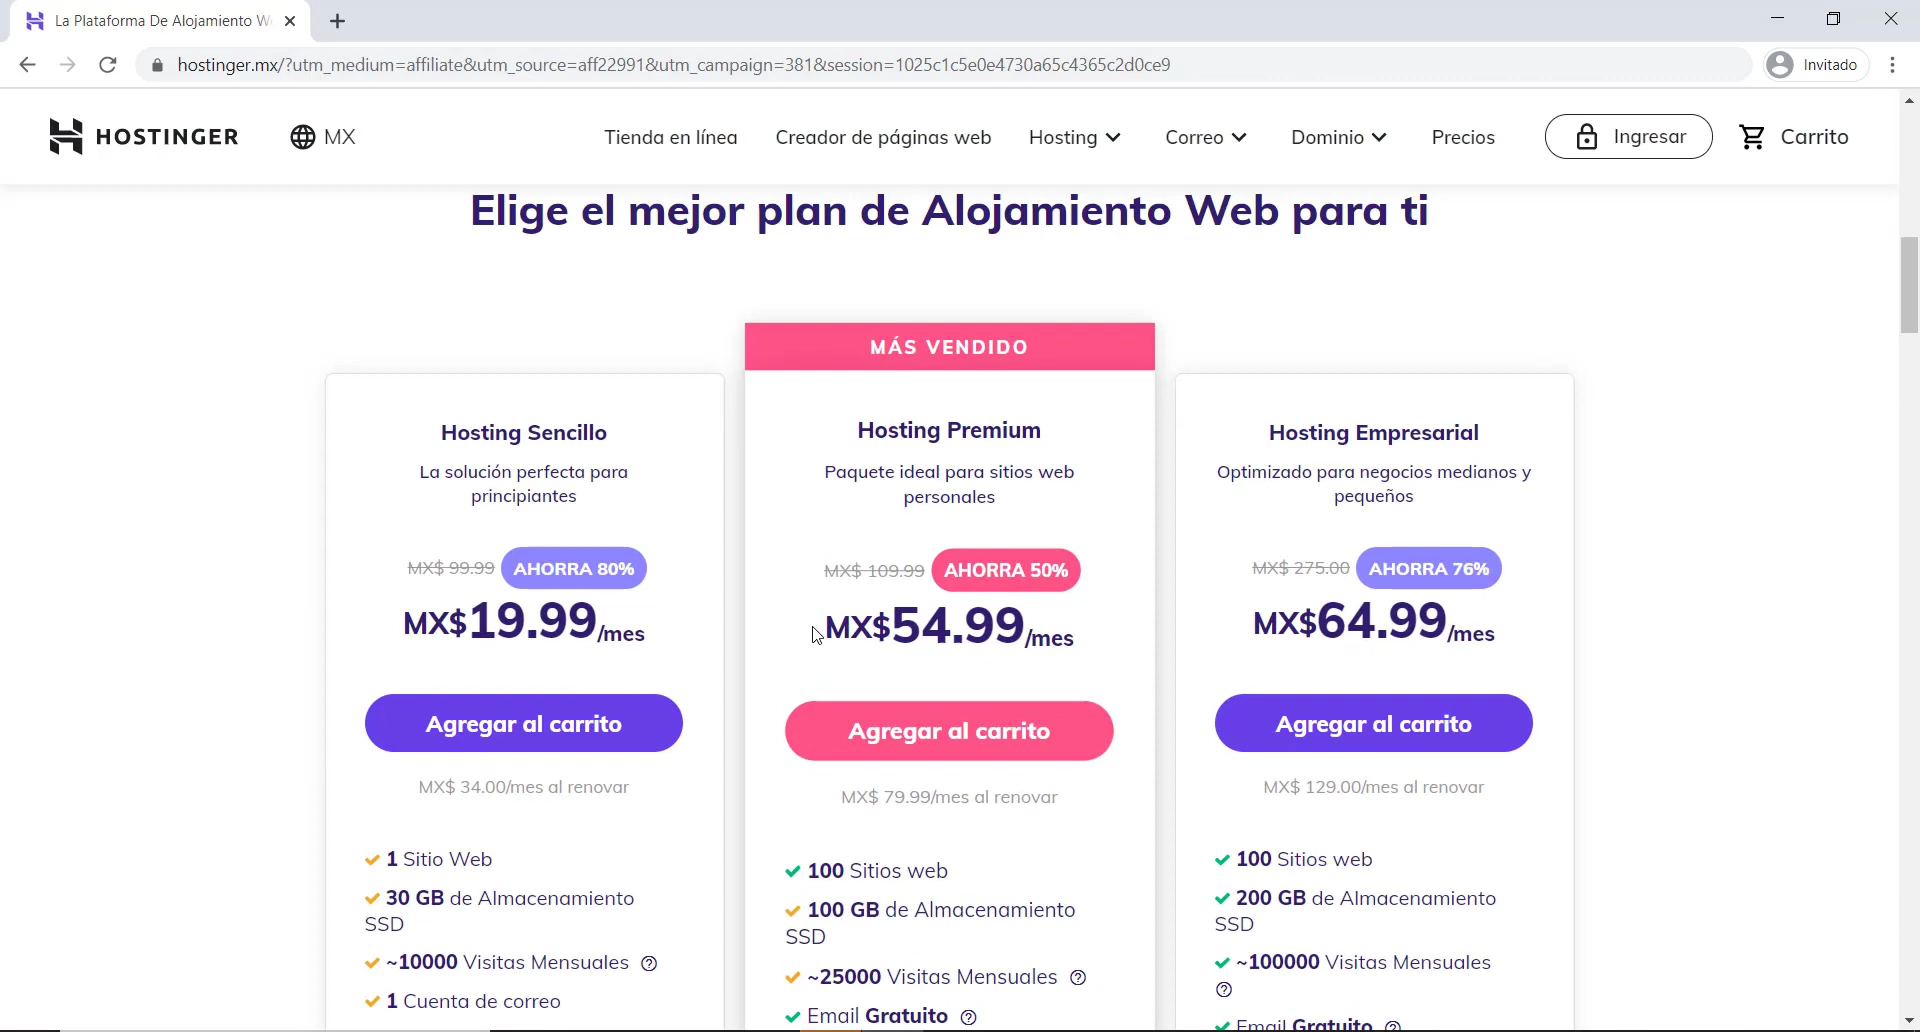 La Plataforma De Alojamiento W
hostinger.mx/?utm_medium=affiliate&utm_source=aff22991&utm_campaign=381&session=1025c1c5e0e4730a65c4365c2d0ce9
Invitado
HOSTINGER
MX
Tienda en línea
Creador de páginas web
Hosting
Correo
Dominio
Precios
Ingresar
Carrito
Elige el mejor plan de Alojamiento Web para ti
Hosting Sencillo
La solución perfecta para
principiantes
MX$ 99.99 AHORRA 80%
MX$19.99/mes
Agregar al carrito
MX$ 34.00/mes al renovar
1 Sitio Web
30 GB de Almacenamiento
SSD
~10000 Visitas Mensuales
1 Cuenta de correo
MÁS VENDIDO
Hosting Premium
Paquete ideal para sitios web
personales
MX$ 109.99 AHORRA 50%
MX$54.99/mes
Agregar al carrito
MX$ 79.99/mes al renovar
100 Sitios web
100 GB de Almacenamiento
SSD
~25000 Visitas Mensuales
Email Gratuito
Hosting Empresarial
Optimizado para negocios medianos y
pequeños
MX$ 275.00 AHORRA 76%
MX$64.99/mes
Agregar al carrito
MX$ 129.00/mes al renovar
100 Sitios web
200 GB de Almacenamiento
SSD
~100000 Visitas Mensuales
Email Gratuito